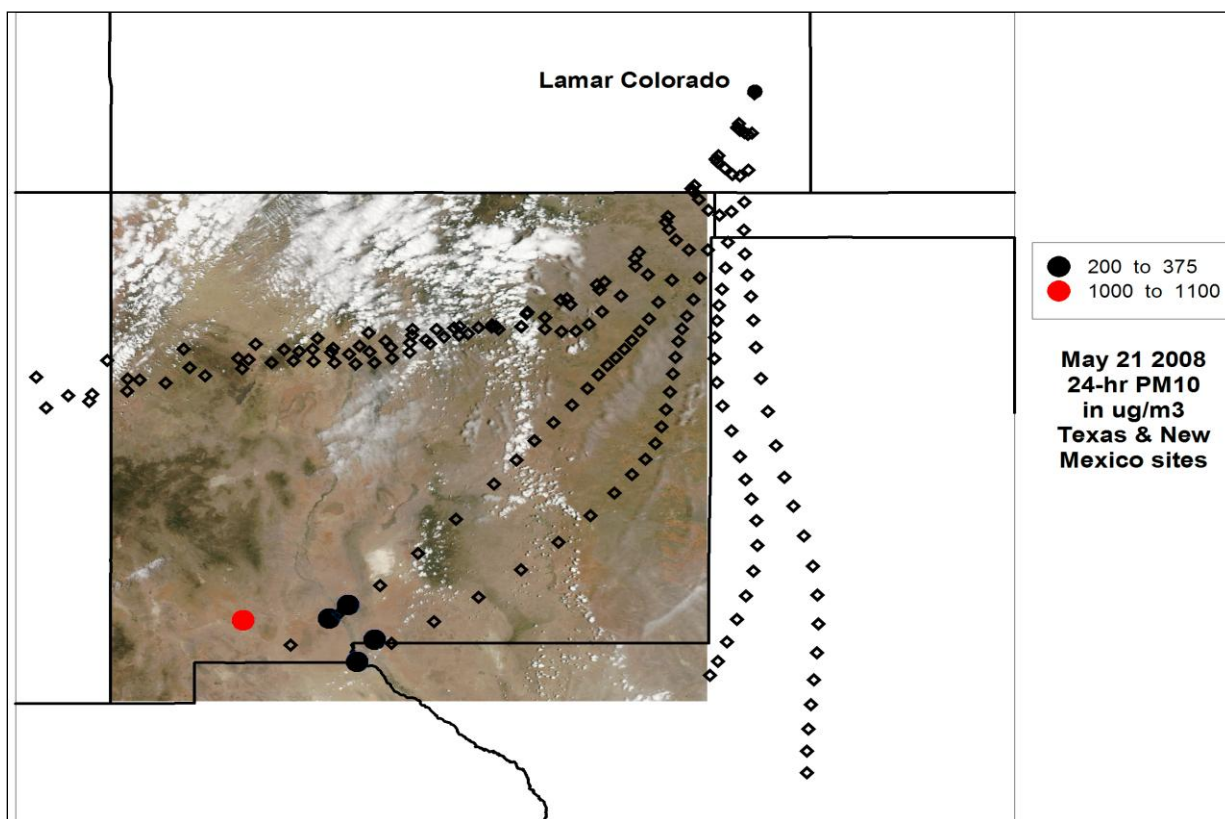 Lamar Colorado
200 to 375
1000 to 1100
May 21 2008
24-hr PM10
in ug/m3
Texas & New
Mexico sites